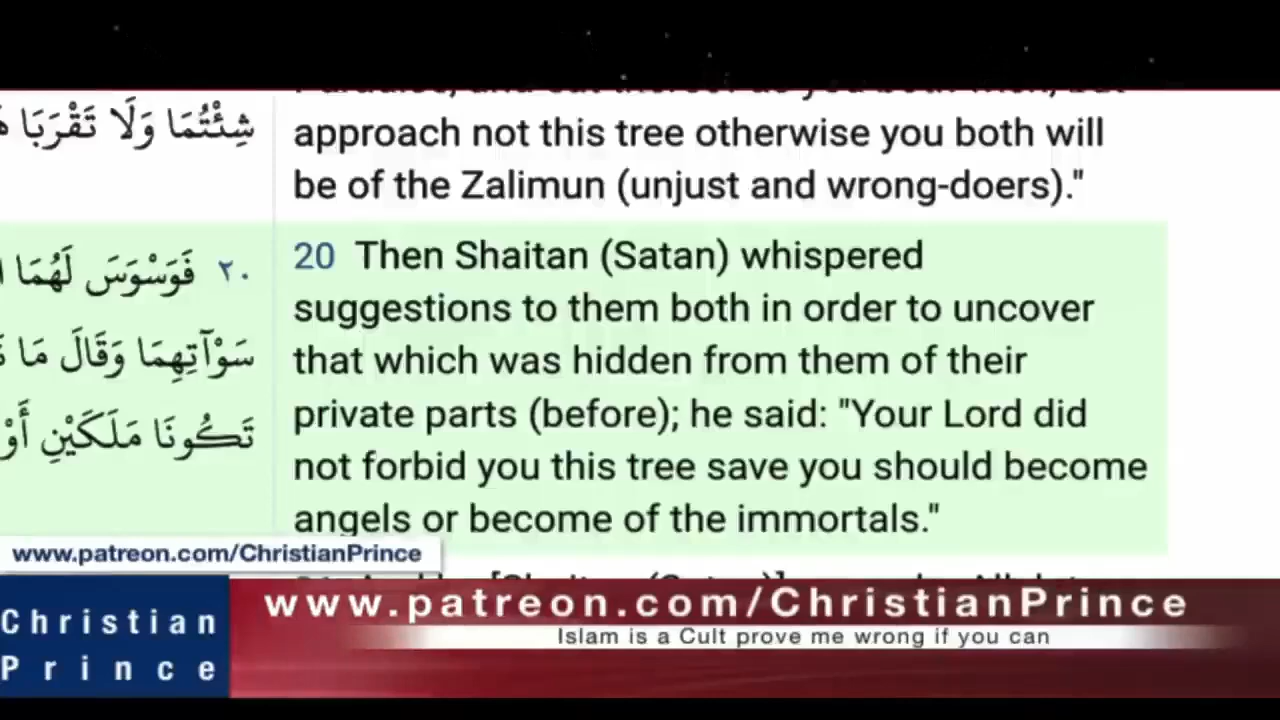 شِئْتُمَا وَلَا تَقْرَبَا
approach not this tree otherwise you both will
be of the Zalimun (unjust and wrong-doers)."
٢٠ فَوَسْوَسَ لَهُمَا
سَوْآتِهِمَا وَقَالَ مَا
تَكُونَا مَلَكَيْنِ أَوْ
20 Then Shaitan (Satan) whispered
suggestions to them both in order to uncover
that which was hidden from them of their
private parts (before); he said: "Your Lord did
not forbid you this tree save you should become
angels or become of the immortals."
www.patreon.com/ChristianPrince
Christian
Prince
www.patreon.com/ChristianPrince
Islam is a Cult prove me wrong if you can